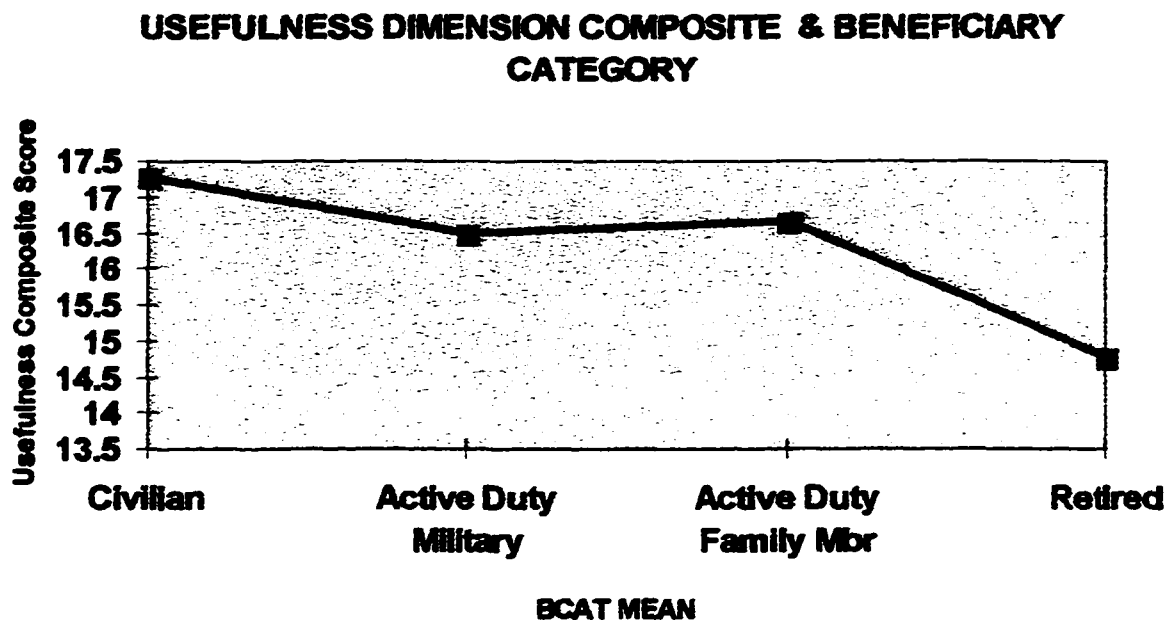 USEFULNESS DIMENSION COMPOSITE & BENEFICIARY
CATEGORY
Usefulness Composite Score
17.5
17
16.5
16
15.5
15
14.5
14
13.5
Civilian
Active Duty
Military
Active Duty
Family Mbr
Retired
BCAT MEAN